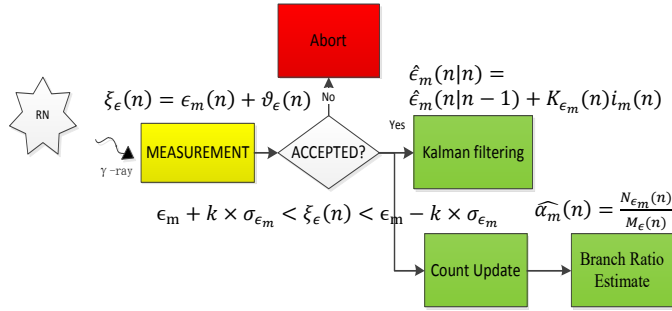 Abort
RN
ξ_ϵ(n) = ϵ_m(n) + ϑ_ϵ(n)
No
ϵ̂_m(n|n) =
ϵ̂_m(n|n − 1) + K_{ϵ_m}(n)i_m(n)
γ-ray
MEASUREMENT
ACCEPTED?
Yes
Kalman filtering
ϵ_m + k × σ_{ϵ_m} < ξ_ϵ(n) < ϵ_m − k × σ_{ϵ_m}
α̂_m(n) = N_{ϵ_m}(n) / M_ϵ(n)
Count Update
Branch Ratio
Estimate